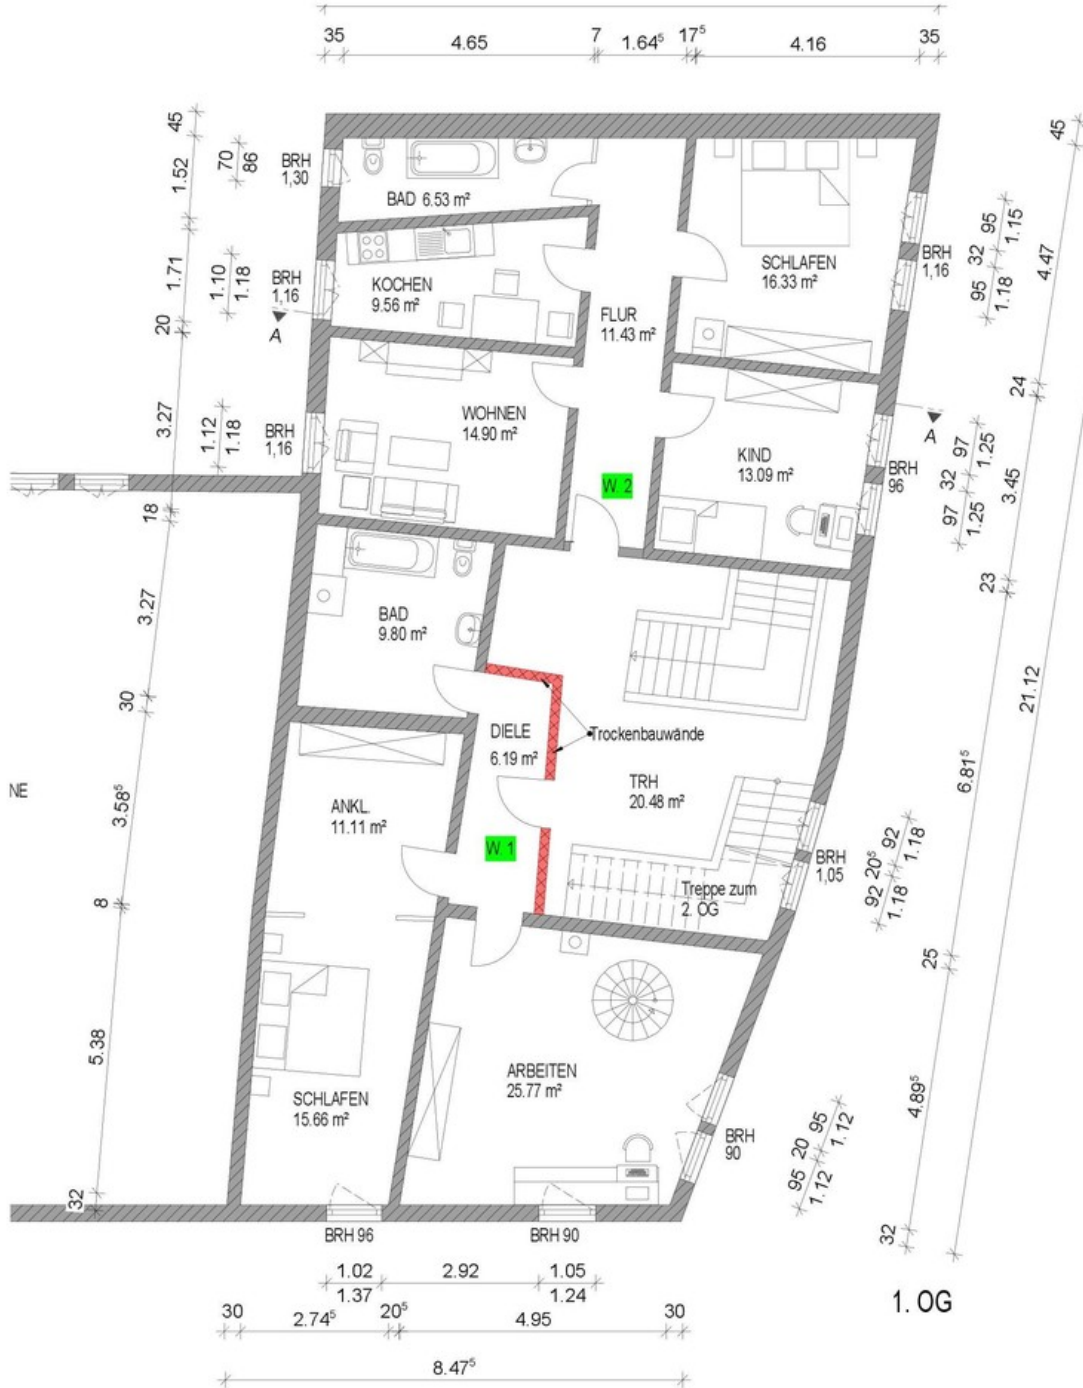 35 4.65 7 1.64⁵ 17⁵ 4.16 35
45
1.52
1.71
20
3.27
18
3.27
30
3.58⁵
8
5.38
32
70
86
1.10
1.18
1.12
1.18
BRH
1,30
BRH
1,16
A
BRH
1,16
BAD 6.53 m²
KOCHEN
9.56 m²
FLUR
11.43 m²
SCHLAFEN
16.33 m²
WOHNEN
14.90 m²
KIND
13.09 m²
W. 2
BAD
9.80 m²
DIELE
6.19 m²
Trockenbauwände
TRH
20.48 m²
ANKL.
11.11 m²
W. 1
Treppe zum
2. OG
SCHLAFEN
15.66 m²
ARBEITEN
25.77 m²
NE
BRH
1,16
A
BRH
96
BRH
1,05
BRH
90
95
1.15
32
95
1.18
97
1.25
32
97
1.25
92
1.18
20⁵
92
1.18
95
1.12
20
95
1.12
45
4.47
24
3.45
23
6.81⁵
25
4.89⁵
32
21.12
BRH 96
BRH 90
1.02 2.92 1.05
1.37 1.24
30 2.74⁵ 20⁵ 4.95 30
8.47⁵
1. OG